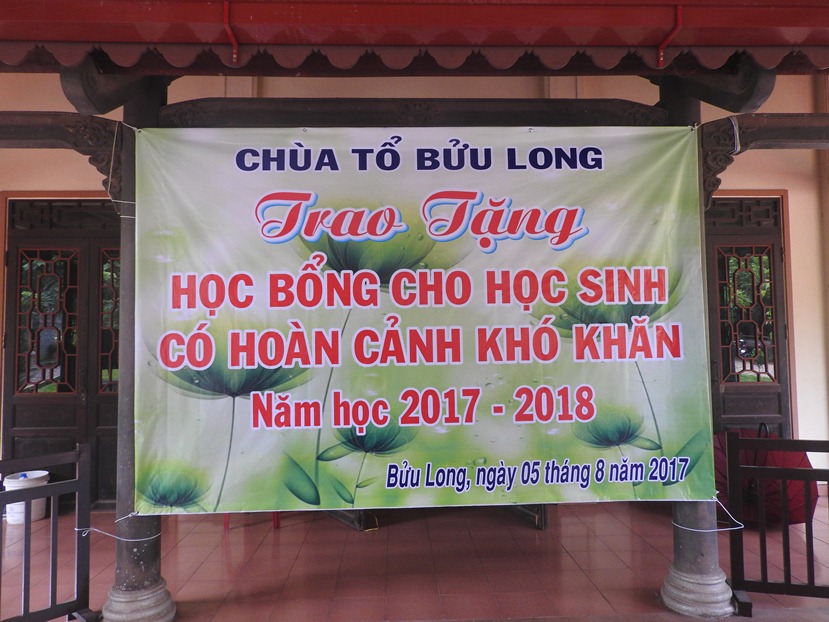 CHÙA TỔ BỬU LONG
Trao Tặng
HỌC BỔNG CHO HỌC SINH
CÓ HOÀN CẢNH KHÓ KHĂN
Năm học 2017 - 2018
Bửu Long, ngày 05 tháng 8 năm 2017